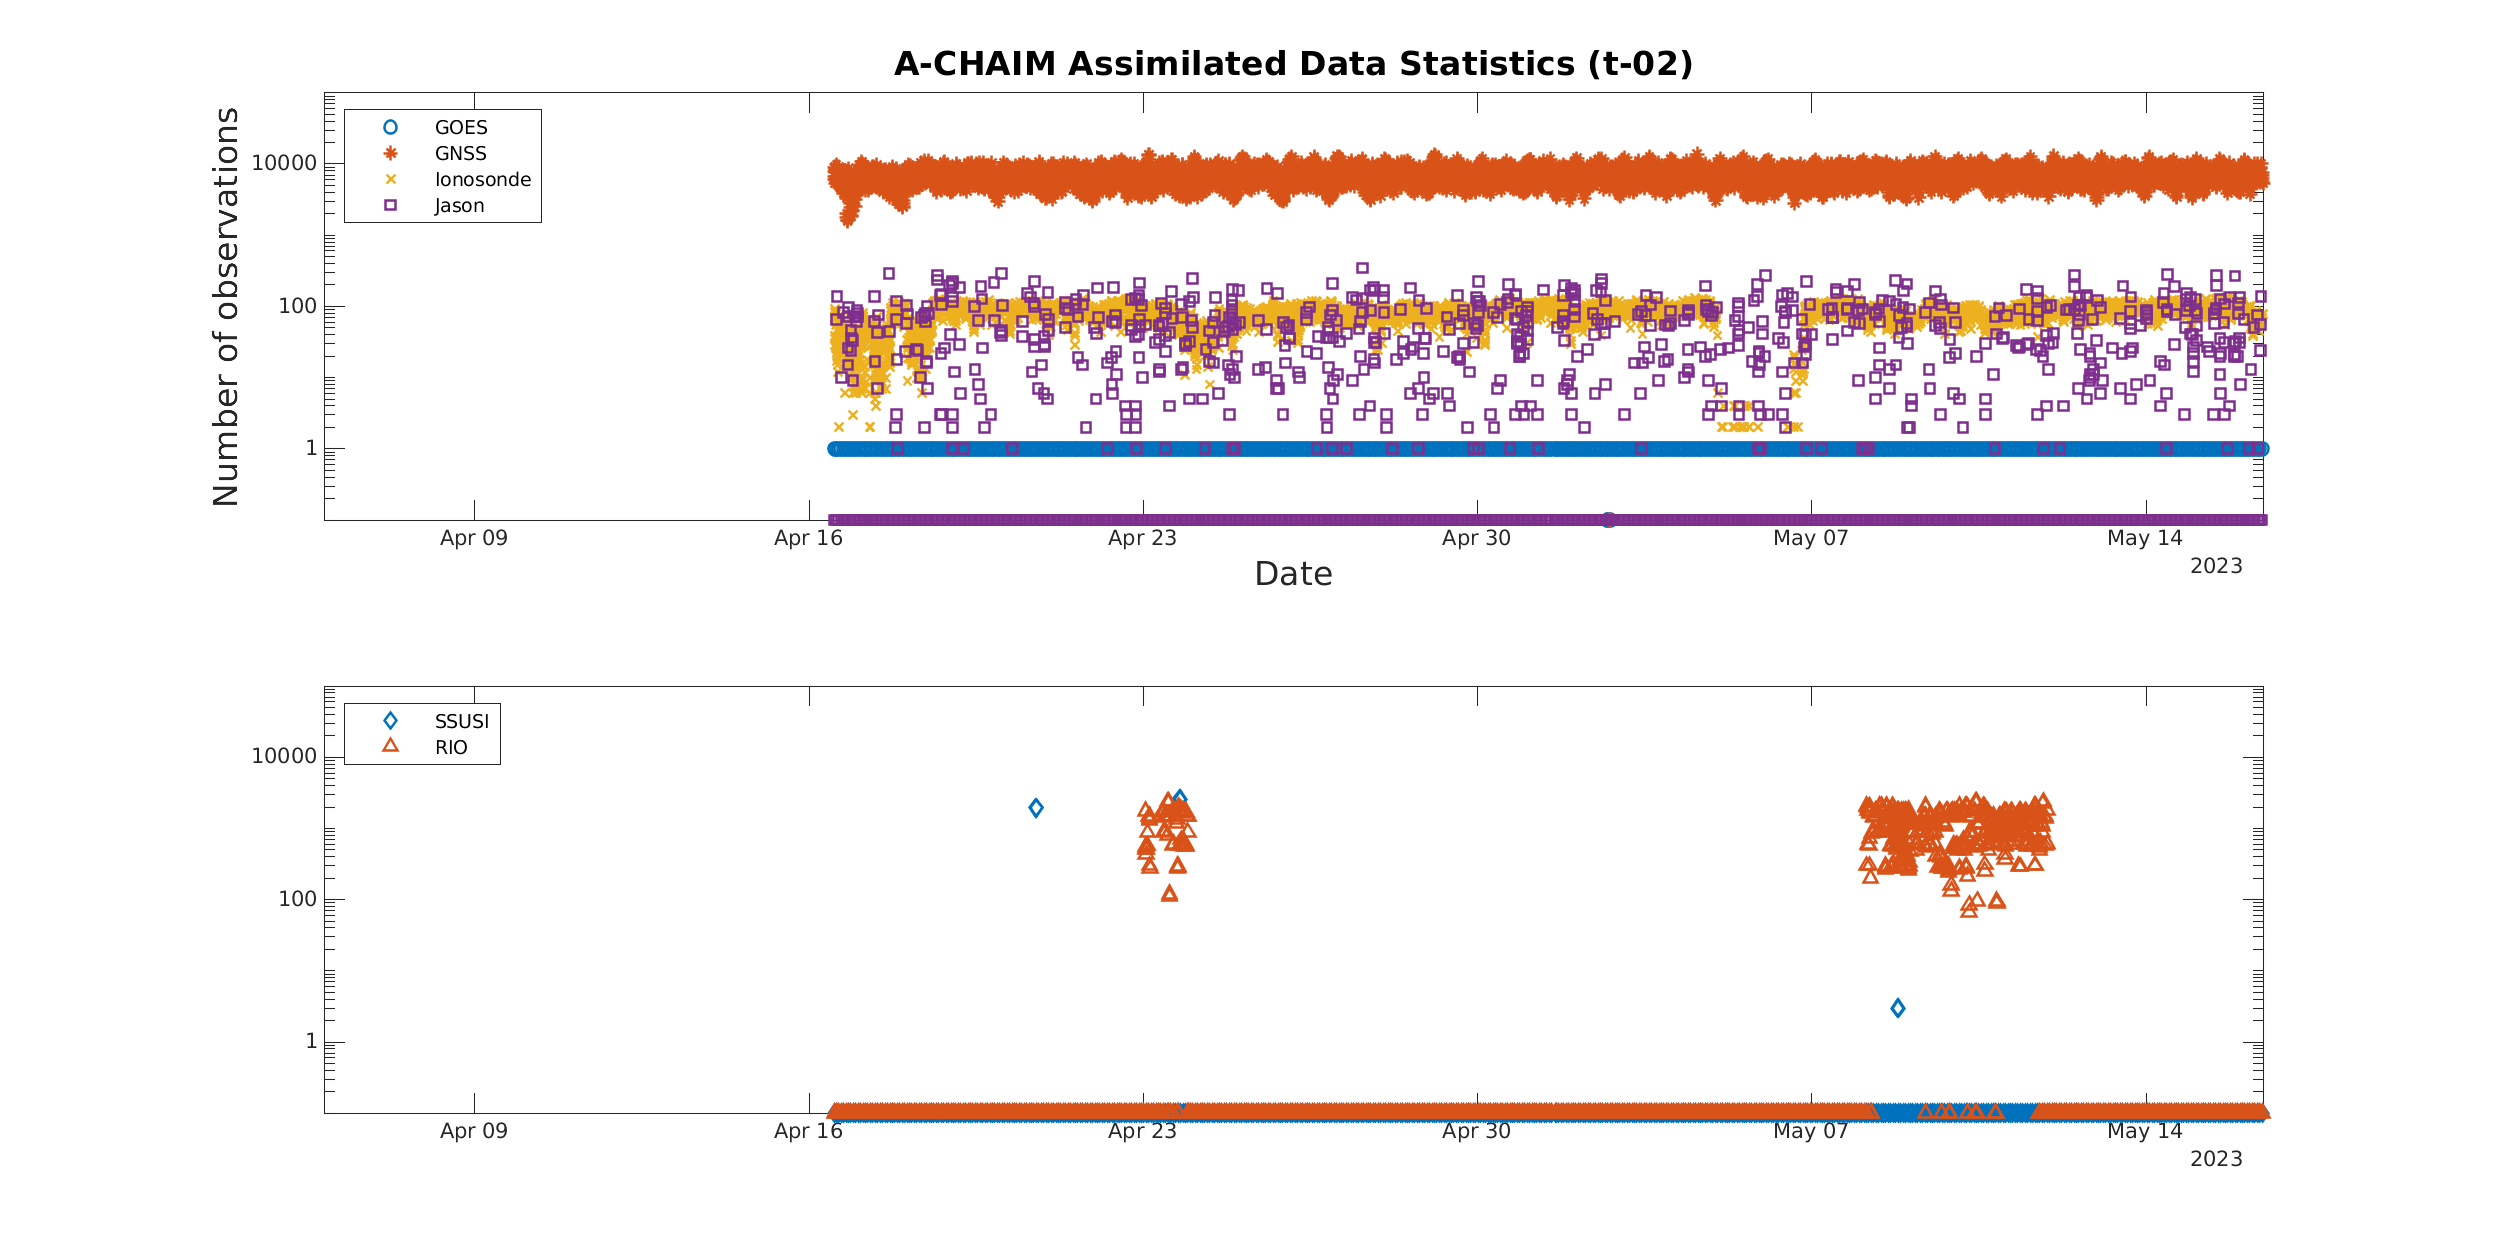 A-CHAIM Assimilated Data Statistics (t-02)
Number of observations
10000
100
1
GOES
GNSS
Ionosonde
Jason
Apr 09 Apr 16 Apr 23 Apr 30 May 07 May 14
2023
Date
SSUSI
RIO
10000
100
1
Apr 09 Apr 16 Apr 23 Apr 30 May 07 May 14
2023